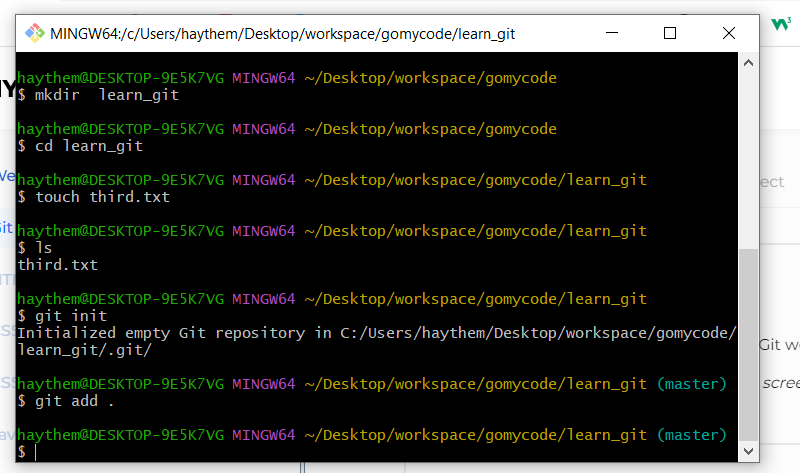 MINGW64:/c/Users/haythem/Desktop/workspace/gomycode/learn_git
haythem@DESKTOP-9E5K7VG MINGW64 ~/Desktop/workspace/gomycode
$ mkdir  learn_git
haythem@DESKTOP-9E5K7VG MINGW64 ~/Desktop/workspace/gomycode
$ cd learn_git
haythem@DESKTOP-9E5K7VG MINGW64 ~/Desktop/workspace/gomycode/learn_git
$ touch third.txt
haythem@DESKTOP-9E5K7VG MINGW64 ~/Desktop/workspace/gomycode/learn_git
$ ls
third.txt
haythem@DESKTOP-9E5K7VG MINGW64 ~/Desktop/workspace/gomycode/learn_git
$ git init
Initialized empty Git repository in C:/Users/haythem/Desktop/workspace/gomycode/
learn_git/.git/
haythem@DESKTOP-9E5K7VG MINGW64 ~/Desktop/workspace/gomycode/learn_git (master)
$ git add .
haythem@DESKTOP-9E5K7VG MINGW64 ~/Desktop/workspace/gomycode/learn_git (master)
$
Git